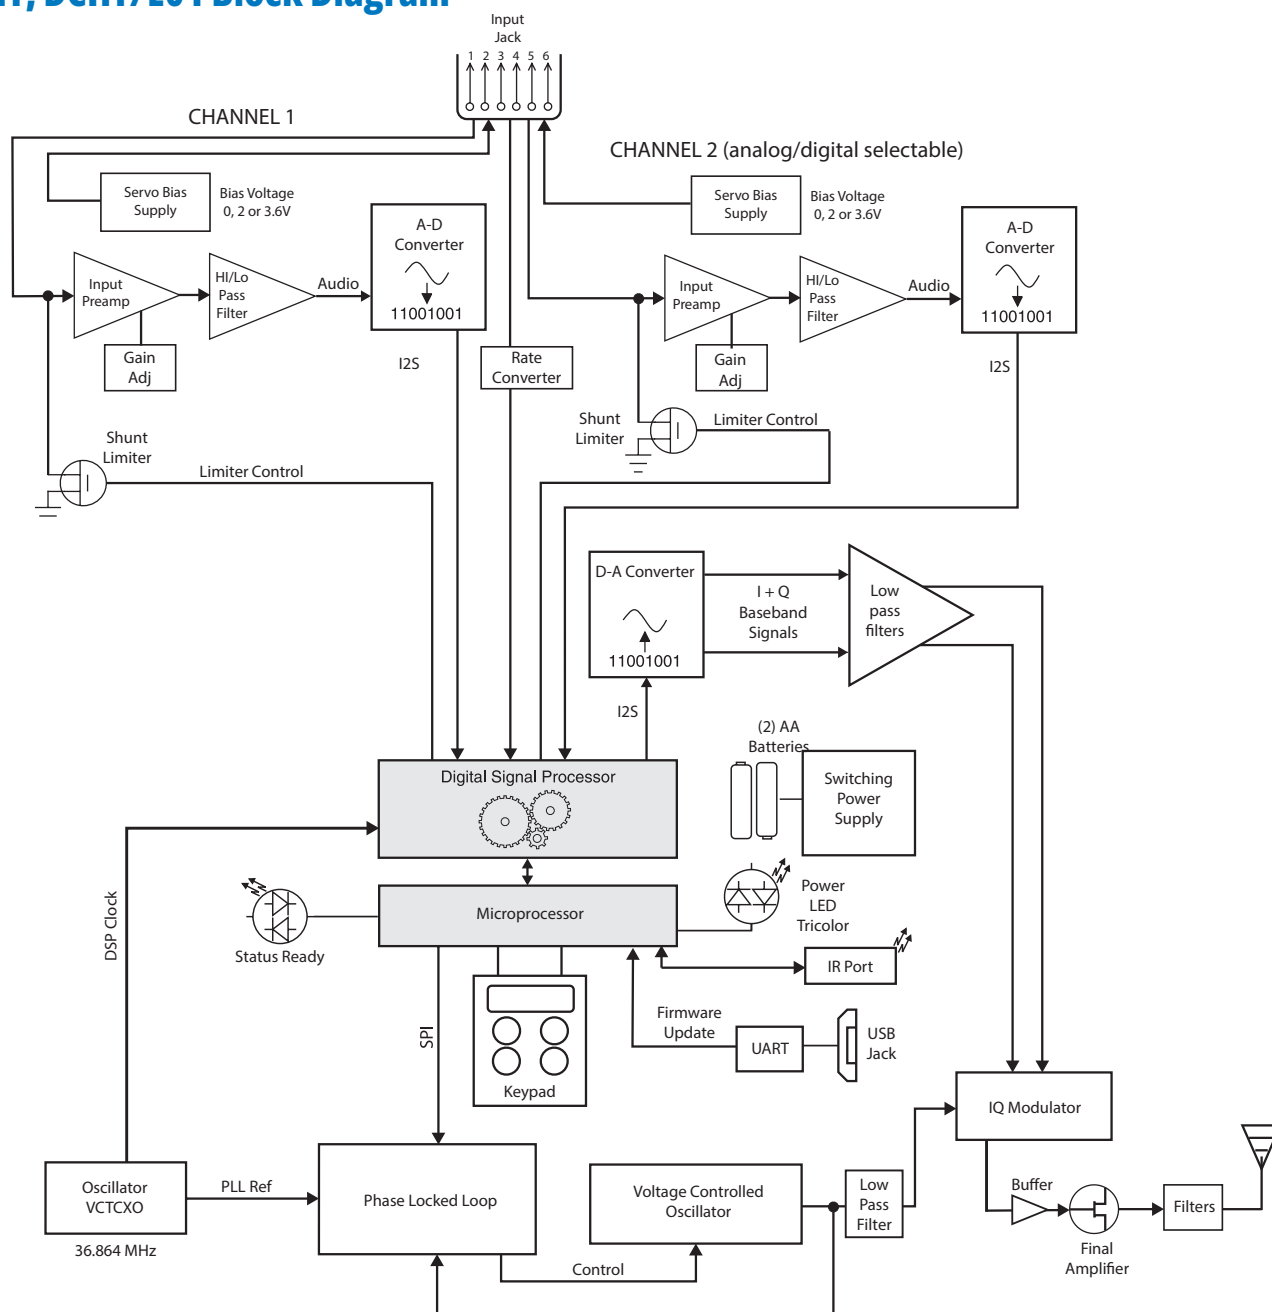 Block Diagram
Input
Jack
1 2 3 4 5 6
CHANNEL 1
CHANNEL 2 (analog/digital selectable)
Servo Bias
Supply
Bias Voltage
0, 2 or 3.6V
Servo Bias
Supply
Bias Voltage
0, 2 or 3.6V
A-D
Converter
11001001
A-D
Converter
11001001
Input
Preamp
HI/Lo
Pass
Filter
Audio
Input
Preamp
HI/Lo
Pass
Filter
Audio
Gain
Adj
I2S
Rate
Converter
Gain
Adj
I2S
Shunt
Limiter
Limiter Control
Shunt
Limiter
Limiter Control
D-A Converter
11001001
I + Q
Baseband
Signals
Low
pass
filters
I2S
(2) AA
Batteries
Switching
Power
Supply
Digital Signal Processor
DSP Clock
Microprocessor
Status Ready
Power
LED
Tricolor
IR Port
SPI
Keypad
Firmware
Update
UART
USB
Jack
IQ Modulator
Oscillator
VCTCXO
36.864 MHz
PLL Ref
Phase Locked Loop
Control
Voltage Controlled
Oscillator
Low
Pass
Filter
Buffer
Final
Amplifier
Filters